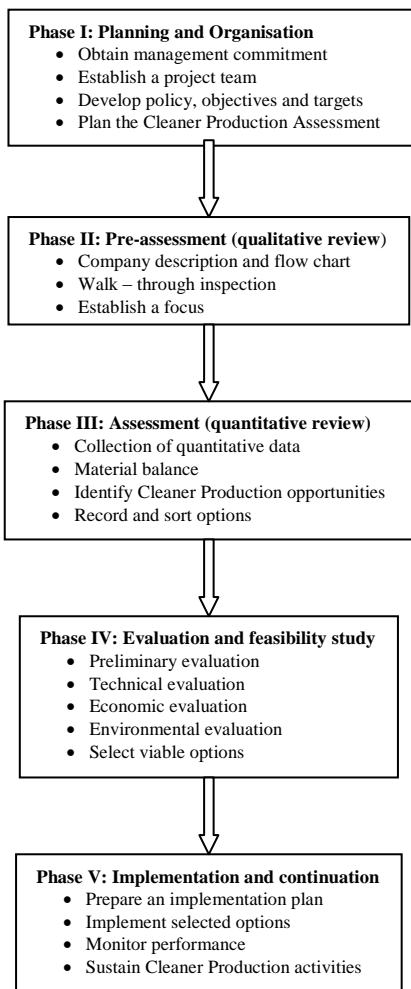 Phase I: Planning and Organisation
• Obtain management commitment
• Establish a project team
• Develop policy, objectives and targets
• Plan the Cleaner Production Assessment
Phase II: Pre-assessment (qualitative review)
• Company description and flow chart
• Walk – through inspection
• Establish a focus
Phase III: Assessment (quantitative review)
• Collection of quantitative data
• Material balance
• Identify Cleaner Production opportunities
• Record and sort options
Phase IV: Evaluation and feasibility study
• Preliminary evaluation
• Technical evaluation
• Economic evaluation
• Environmental evaluation
• Select viable options
Phase V: Implementation and continuation
• Prepare an implementation plan
• Implement selected options
• Monitor performance
• Sustain Cleaner Production activities